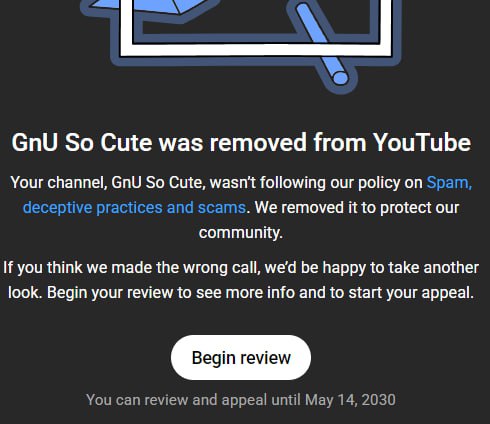 GnU So Cute was removed from YouTube
Your channel, GnU So Cute, wasn’t following our policy on Spam,
deceptive practices and scams. We removed it to protect our
community.
If you think we made the wrong call, we’d be happy to take another
look. Begin your review to see more info and to start your appeal.
Begin review
You can review and appeal until May 14, 2030